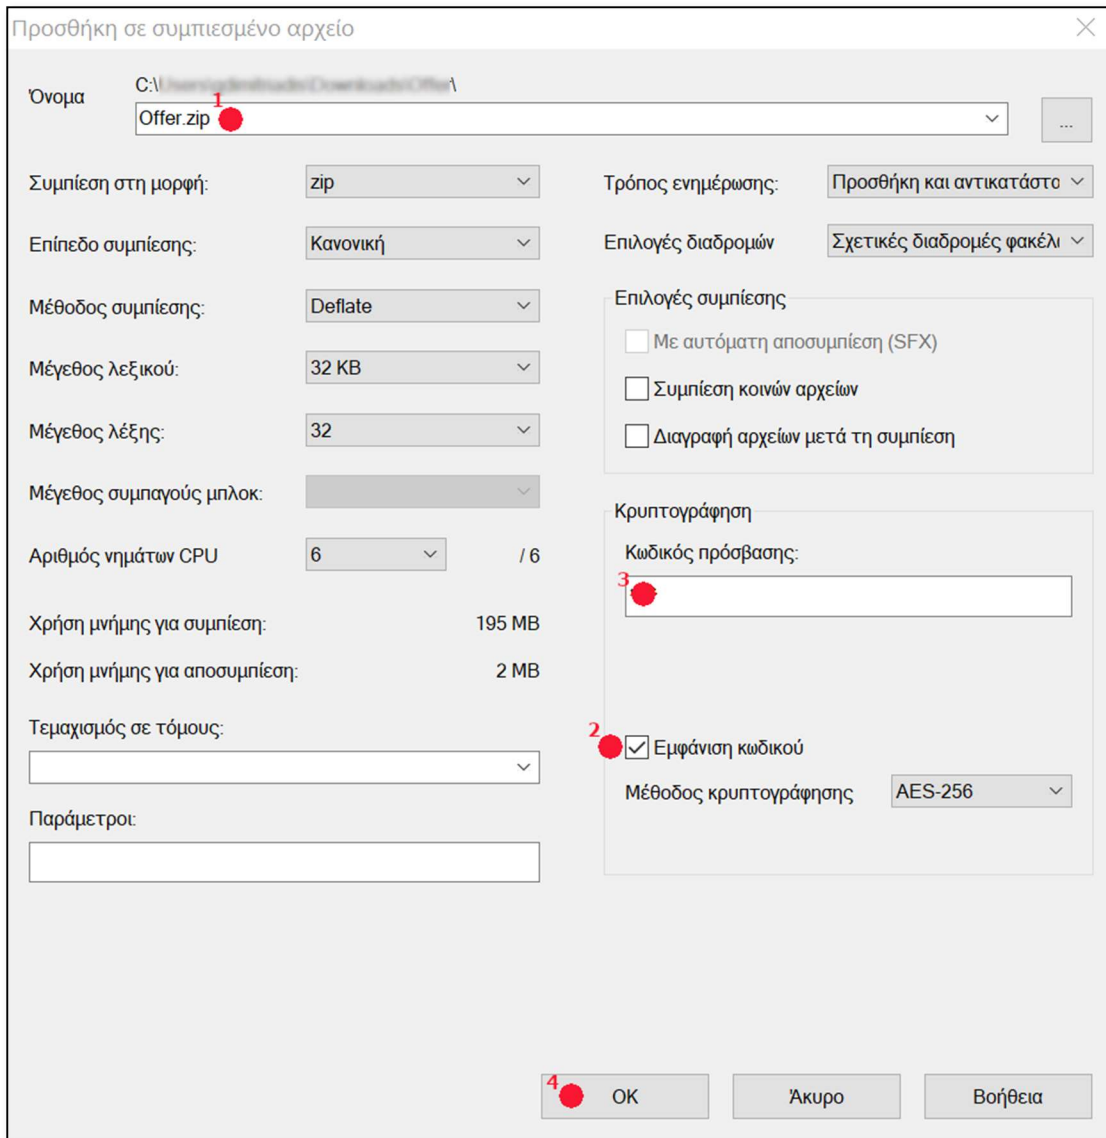 Προσθήκη σε συμπιεσμένο αρχείο
Όνομα
C:\
\
1
Offer.zip
...
Συμπίεση στη μορφή: zip
Επίπεδο συμπίεσης: Κανονική
Μέθοδος συμπίεσης: Deflate
Μέγεθος λεξικού: 32 KB
Μέγεθος λέξης: 32
Μέγεθος συμπαγούς μπλοκ:
Αριθμός νημάτων CPU 6 / 6
Χρήση μνήμης για συμπίεση: 195 MB
Χρήση μνήμης για αποσυμπίεση: 2 MB
Τεμαχισμός σε τόμους:
Παράμετροι:
Τρόπος ενημέρωσης: Προσθήκη και αντικατάστα
Επιλογές διαδρομών Σχετικές διαδρομές φακέλ
Επιλογές συμπίεσης
Με αυτόματη αποσυμπίεση (SFX)
Συμπίεση κοινών αρχείων
Διαγραφή αρχείων μετά τη συμπίεση
Κρυπτογράφηση
Κωδικός πρόσβασης:
3
2
Εμφάνιση κωδικού
Μέθοδος κρυπτογράφησης AES-256
4
OK Άκυρο Βοήθεια